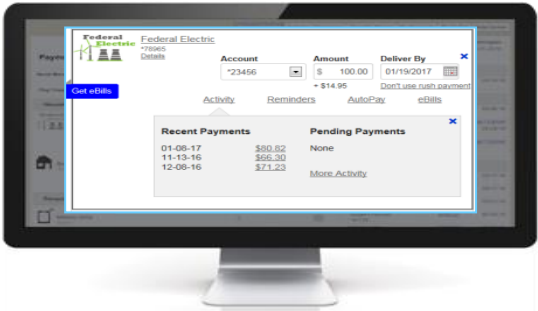 Federal
Electric
Federal Electric
*78965
Details
Account
Amount
Deliver By
*23456
$ 100.00
01/19/2017
+ $14.95
Don't use rush payment
Get eBills
Activity
Reminders
AutoPay
eBills
Recent Payments
Pending Payments
01-08-17 $80.82
None
11-13-16 $66.30
12-08-16 $71.23
More Activity